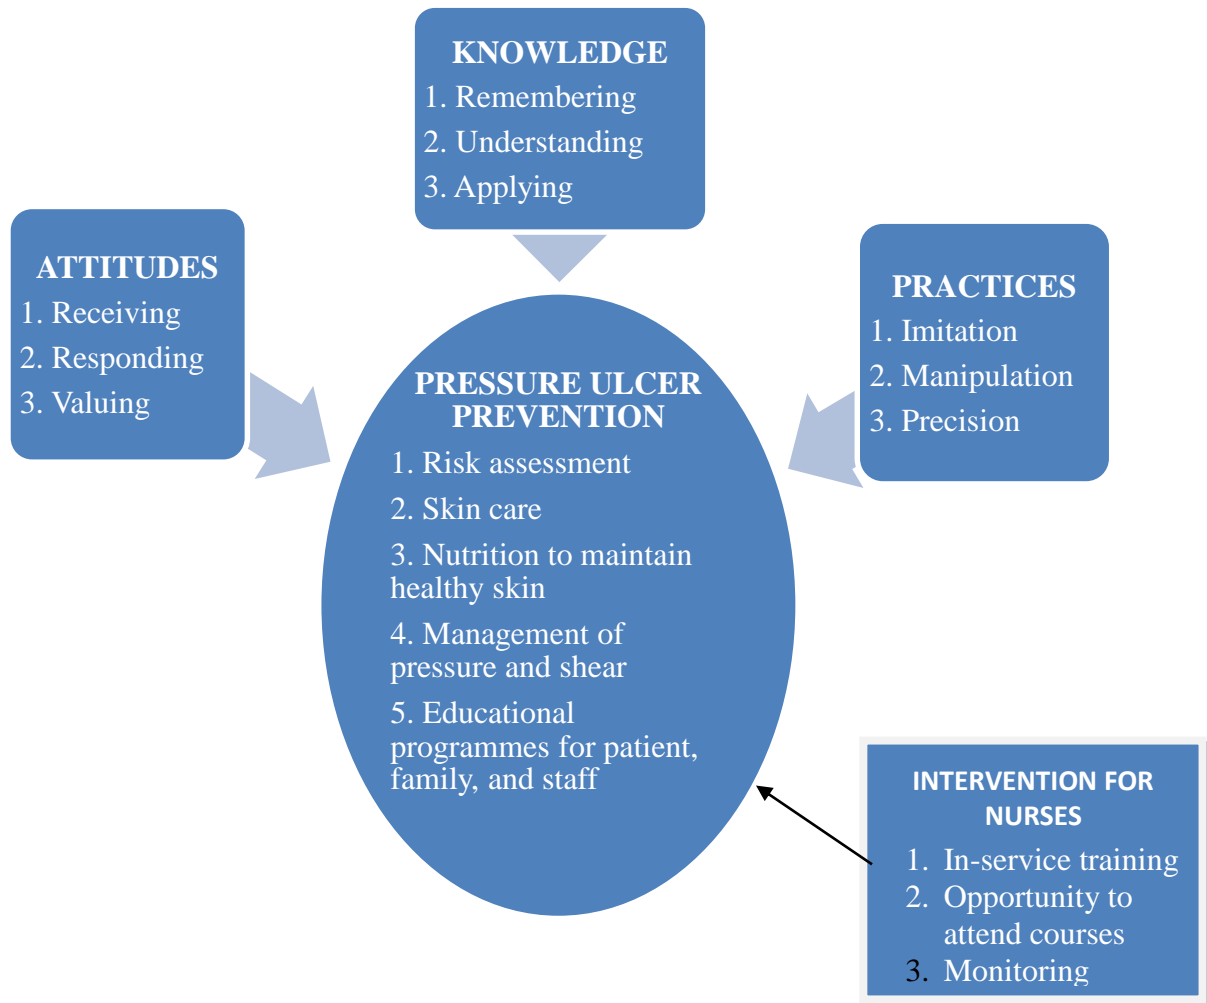 KNOWLEDGE
1. Remembering
2. Understanding
3. Applying
ATTITUDES
1. Receiving
2. Responding
3. Valuing
PRACTICES
1. Imitation
2. Manipulation
3. Precision
PRESSURE ULCER
PREVENTION
1. Risk assessment
2. Skin care
3. Nutrition to maintain
healthy skin
4. Management of
pressure and shear
5. Educational
programmes for patient,
family, and staff
INTERVENTION FOR
NURSES
1. In-service training
2. Opportunity to
attend courses
3. Monitoring